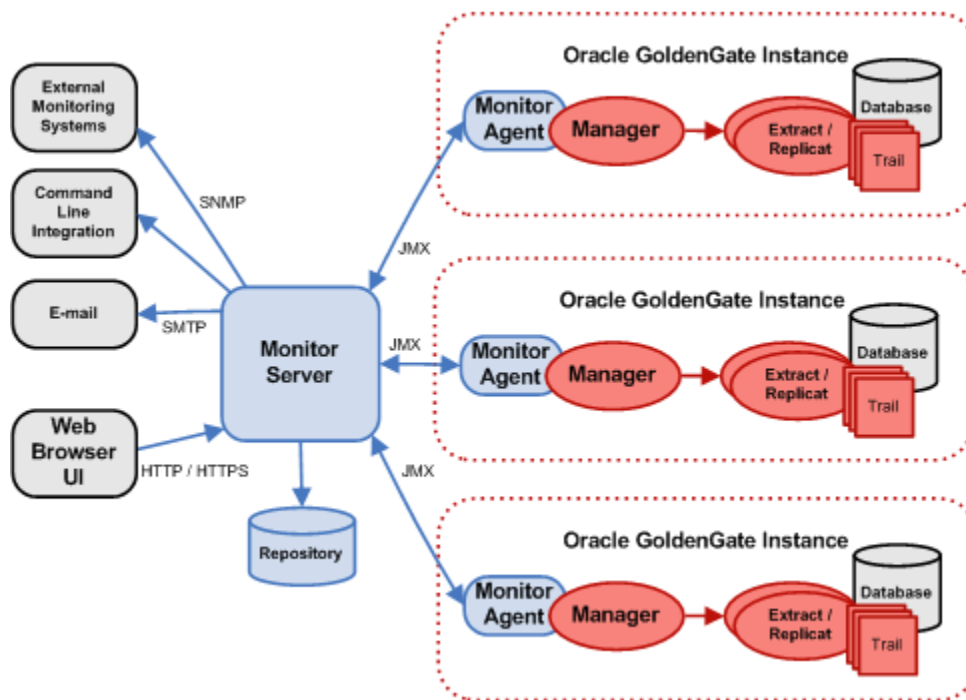 External
Monitoring
Systems
Command
Line
Integration
E-mail
Web
Browser
UI
SNMP
SMTP
HTTP / HTTPS
Monitor
Server
Repository
JMX
JMX
JMX
Oracle GoldenGate Instance
Monitor
Agent
Manager
Extract /
Replicat
Database
Trail
Oracle GoldenGate Instance
Monitor
Agent
Manager
Extract /
Replicat
Database
Trail
Oracle GoldenGate Instance
Monitor
Agent
Manager
Extract /
Replicat
Database
Trail